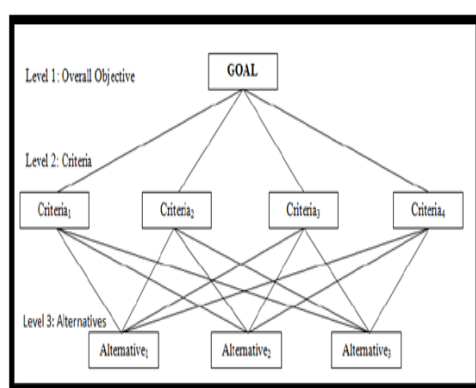 GOAL
Level 1: Overall Objective
Level 2: Criteria
Criteria₁ Criteria₂ Criteria₃ Criteria₄
Level 3: Alternatives
Alternative₁ Alternative₂ Alternative₃